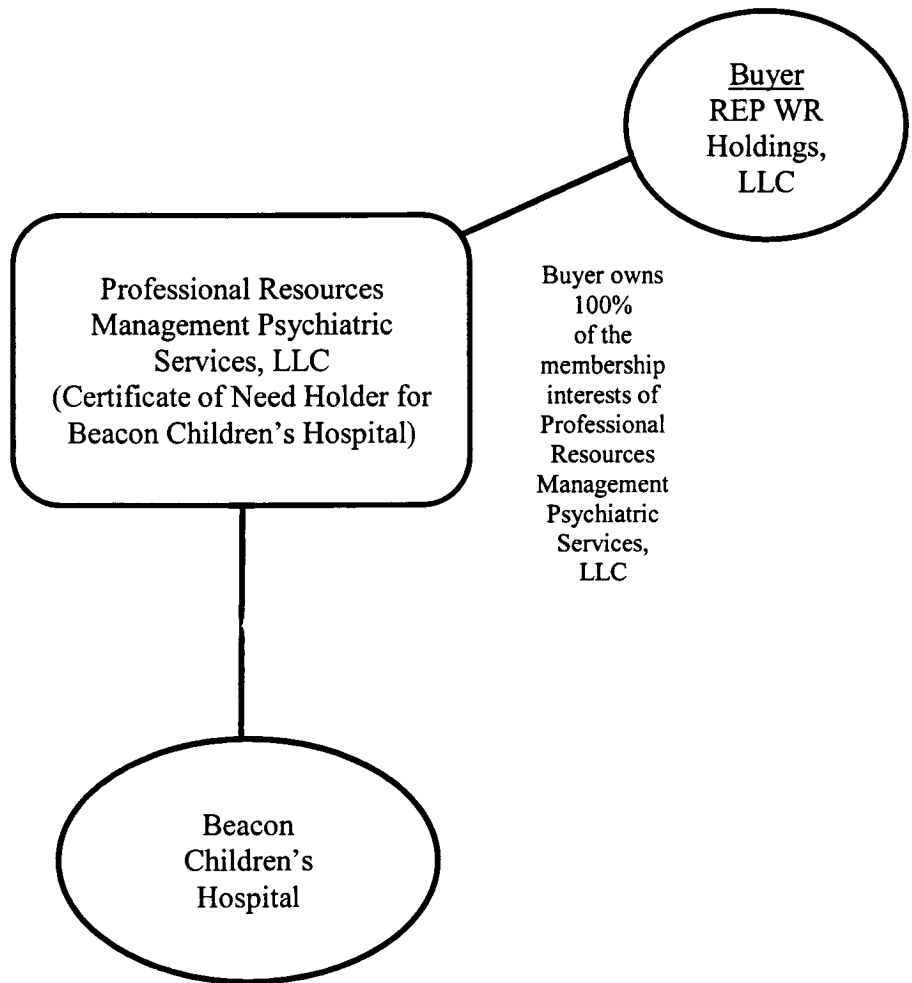 Buyer
REP WR
Holdings,
LLC
Professional Resources
Management Psychiatric
Services, LLC
(Certificate of Need Holder for
Beacon Children's Hospital)
Buyer owns
100%
of the
membership
interests of
Professional
Resources
Management
Psychiatric
Services,
LLC
Beacon
Children's
Hospital